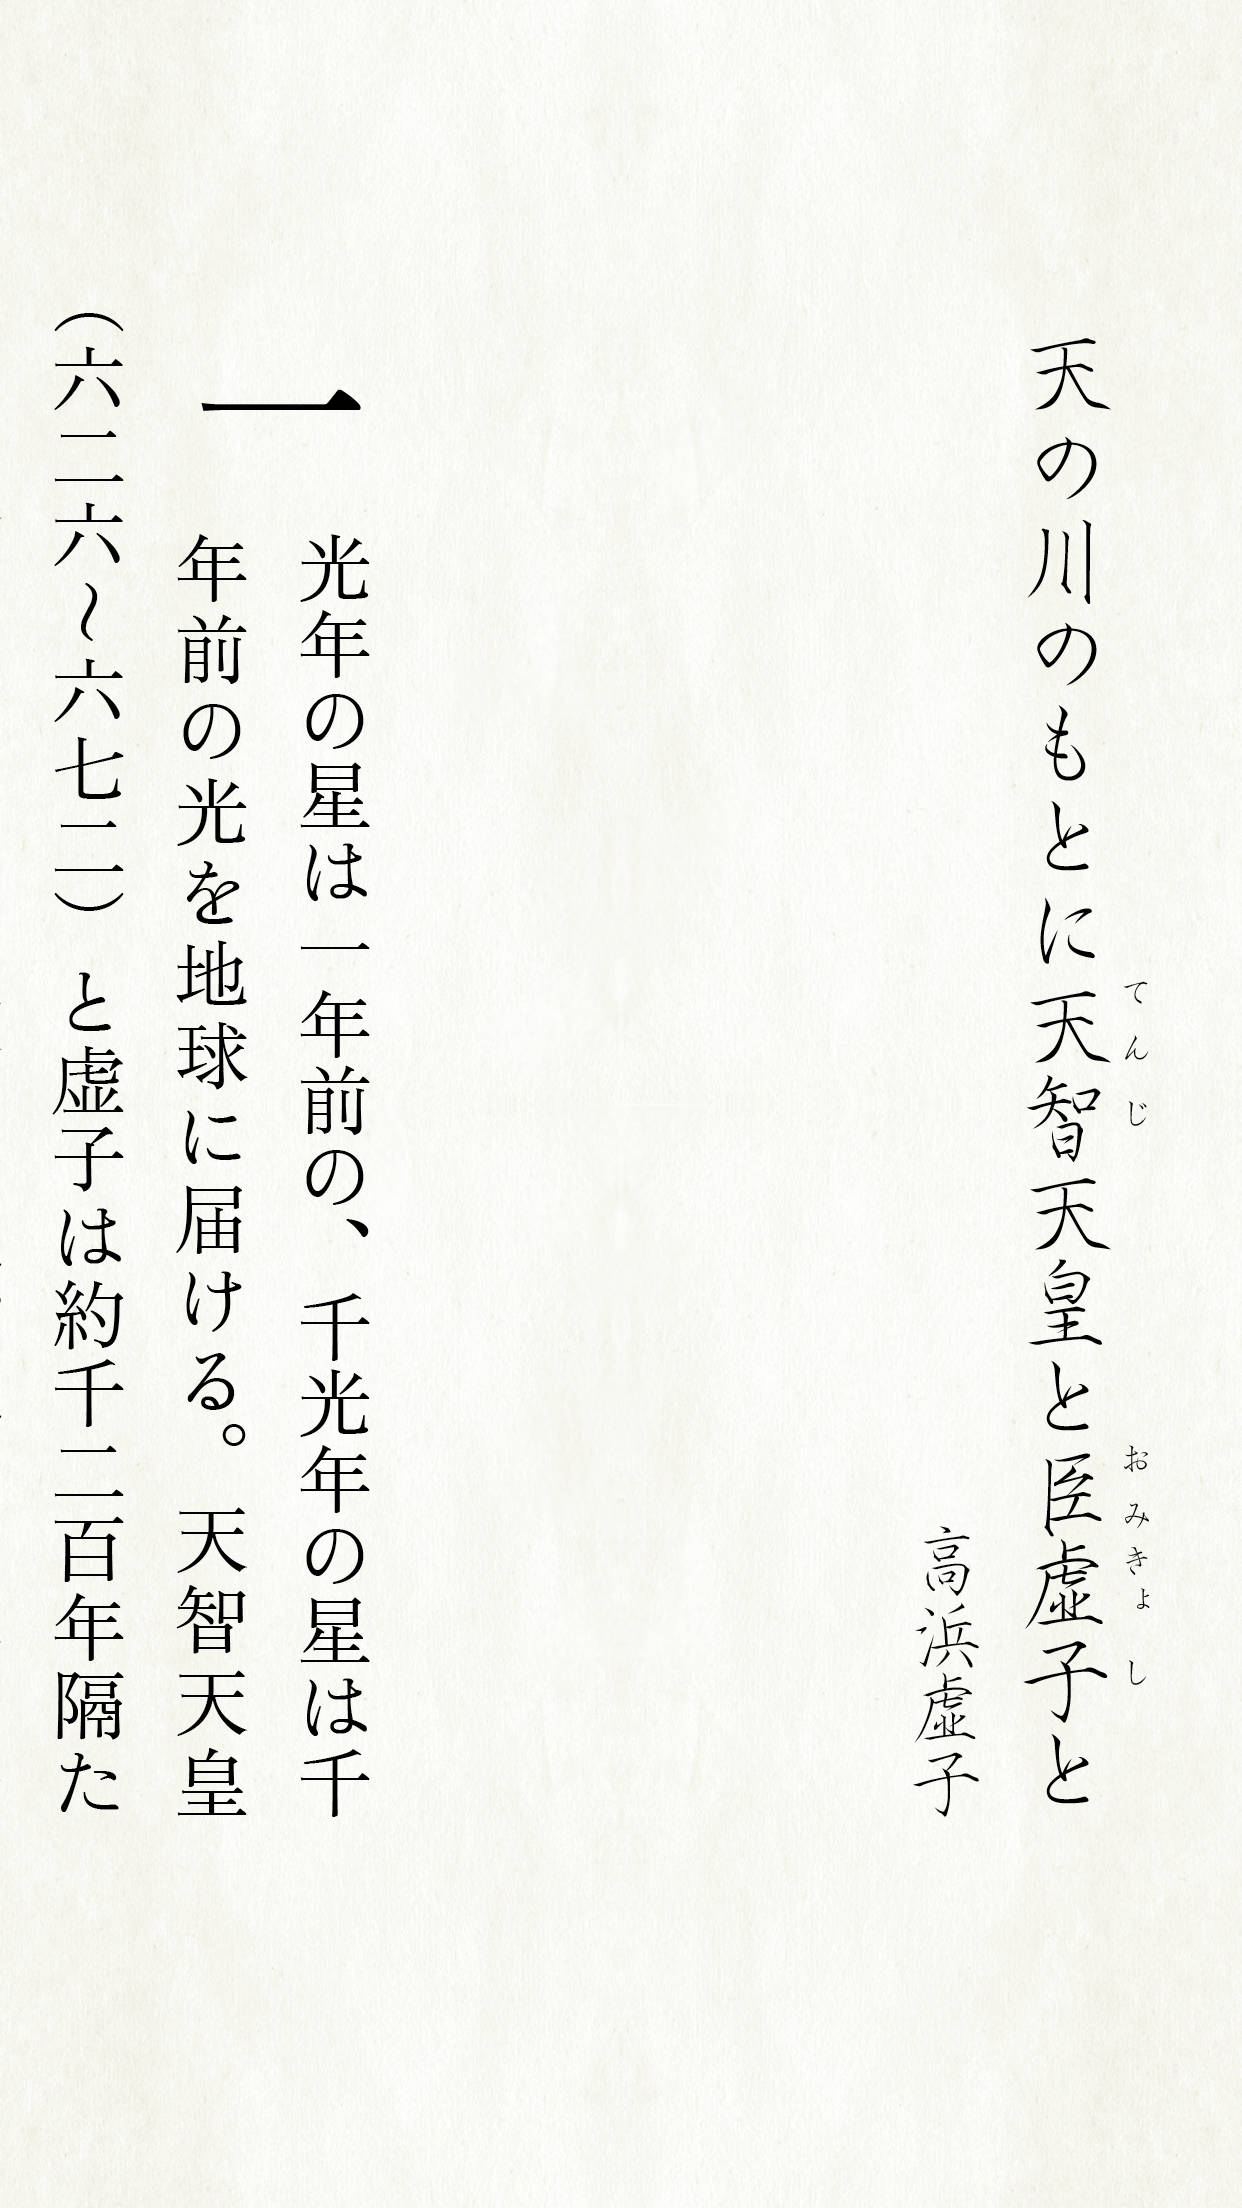 天の川のもとに天智天皇と臣虚子と
てんじ
おみきょし
高浜虚子
一光年の星は一年前の、千光年の星は千
年前の光を地球に届ける。天智天皇
（六二六～六七二）と虚子は約千二百年隔た